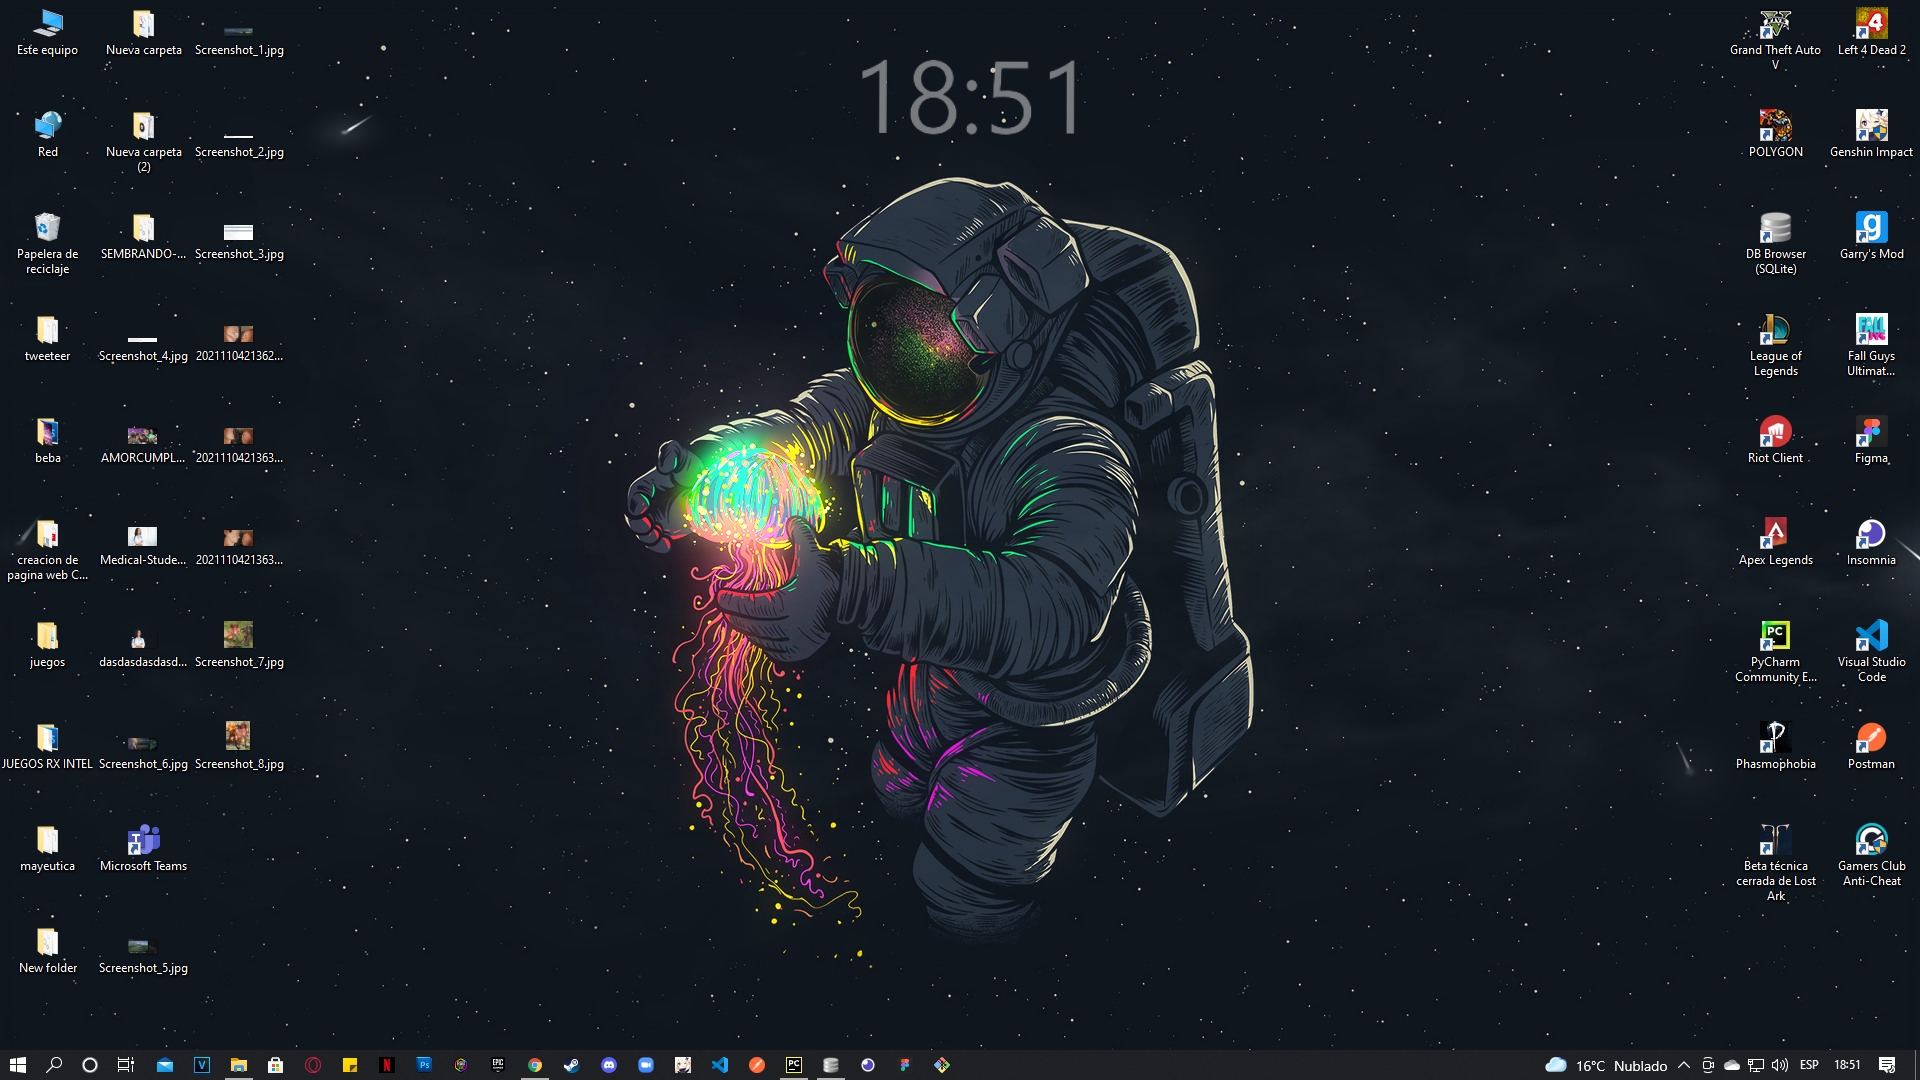 18:51
Este equipo
Nueva carpeta
Screenshot_1.jpg
Red
Nueva carpeta
(2)
Screenshot_2.jpg
Papelera de
reciclaje
SEMBRANDO-...
Screenshot_3.jpg
tweeteer
Screenshot_4.jpg
2021110421362...
beba
AMORCUMPL...
2021110421363...
creacion de
pagina web C...
Medical-Stude...
2021110421363...
juegos
dasdasdasdasd...
Screenshot_7.jpg
JUEGOS RX INTEL
Screenshot_6.jpg
Screenshot_8.jpg
mayeutica
Microsoft Teams
New folder
Screenshot_5.jpg
Grand Theft Auto
V
Left 4 Dead 2
POLYGON
Genshin Impact
DB Browser
(SQLite)
Garry's Mod
League of
Legends
Fall Guys
Ultimat...
Riot Client
Figma
Apex Legends
Insomnia
PyCharm
Community E...
Visual Studio
Code
Phasmophobia
Postman
Beta técnica
cerrada de Lost
Ark
Gamers Club
Anti-Cheat
16°C Nublado
ESP
18:51